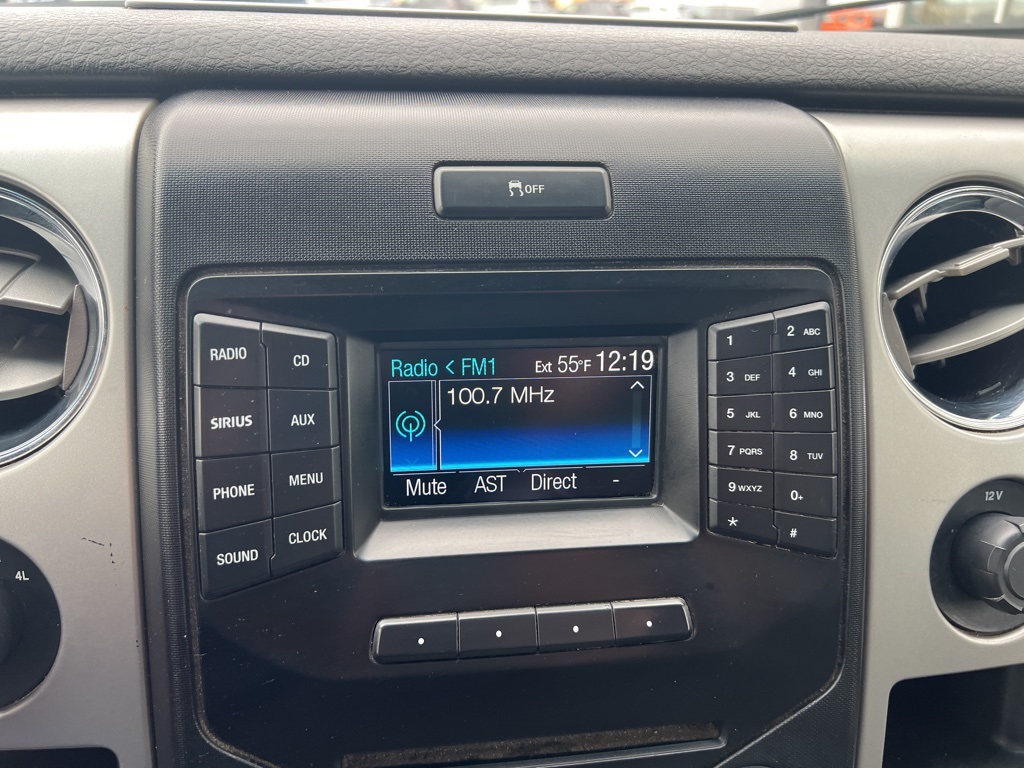 OFF
Radio < FM1 Ext 55°F 12:19
100.7 MHz
Mute AST Direct -
RADIO CD
SIRIUS AUX
PHONE MENU
SOUND CLOCK
1 2 ABC
3 DEF 4 GHI
5 JKL 6 MNO
7 PQRS 8 TUV
9 WXYZ 0+
* #
4L
12V